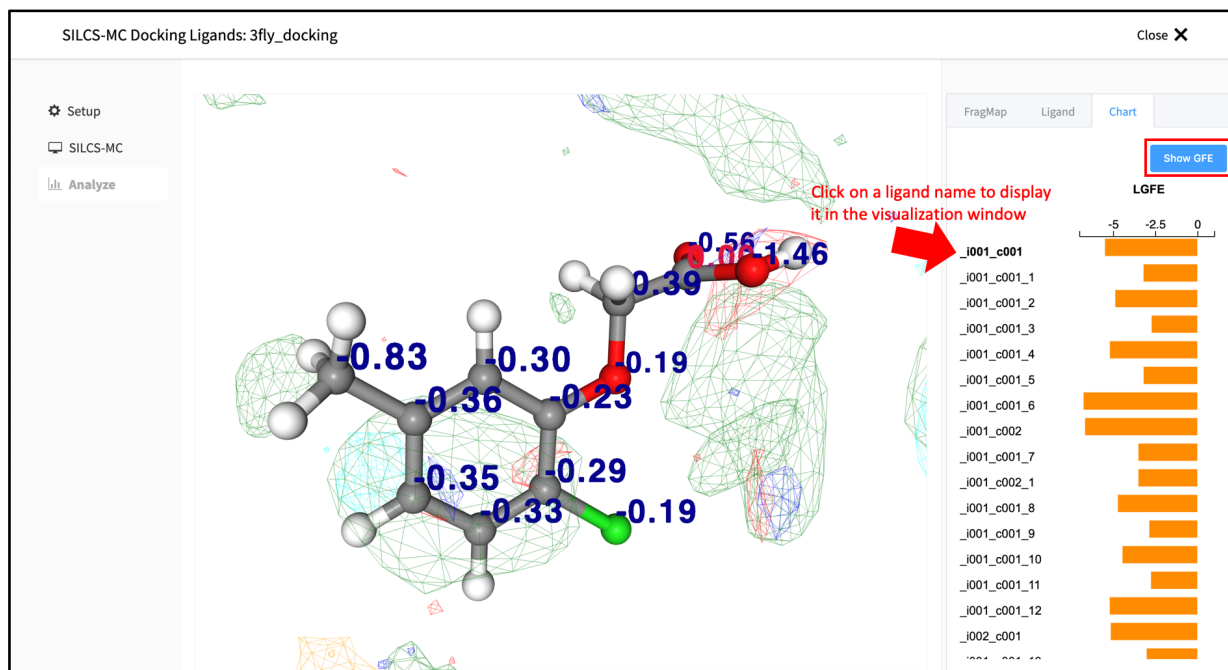 SILCS-MC Docking Ligands: 3fly_docking
Close ✕
Setup
SILCS-MC
Analyze
FragMap Ligand Chart
Show GFE
Click on a ligand name to display
it in the visualization window
LGFE
-5 -2.5 0
_i001_c001
_i001_c001_1
_i001_c001_2
_i001_c001_3
_i001_c001_4
_i001_c001_5
_i001_c001_6
_i001_c002
_i001_c001_7
_i001_c002_1
_i001_c001_8
_i001_c001_9
_i001_c001_10
_i001_c001_11
_i001_c001_12
_i002_c001
-0.56
0.00
-1.46
0.39
-0.83
-0.30
-0.19
-0.36
-0.23
-0.35
-0.29
-0.33
-0.19